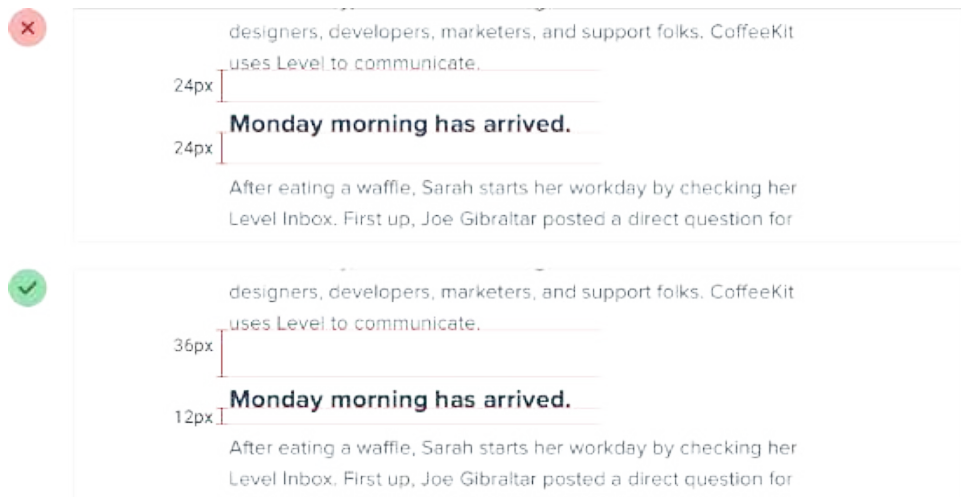 designers, developers, marketers, and support folks. CoffeeKit
uses Level to communicate.
24px
Monday morning has arrived.
24px
After eating a waffle, Sarah starts her workday by checking her
Level Inbox. First up, Joe Gibraltar posted a direct question for
designers, developers, marketers, and support folks. CoffeeKit
uses Level to communicate.
36px
Monday morning has arrived.
12px
After eating a waffle, Sarah starts her workday by checking her
Level Inbox. First up, Joe Gibraltar posted a direct question for